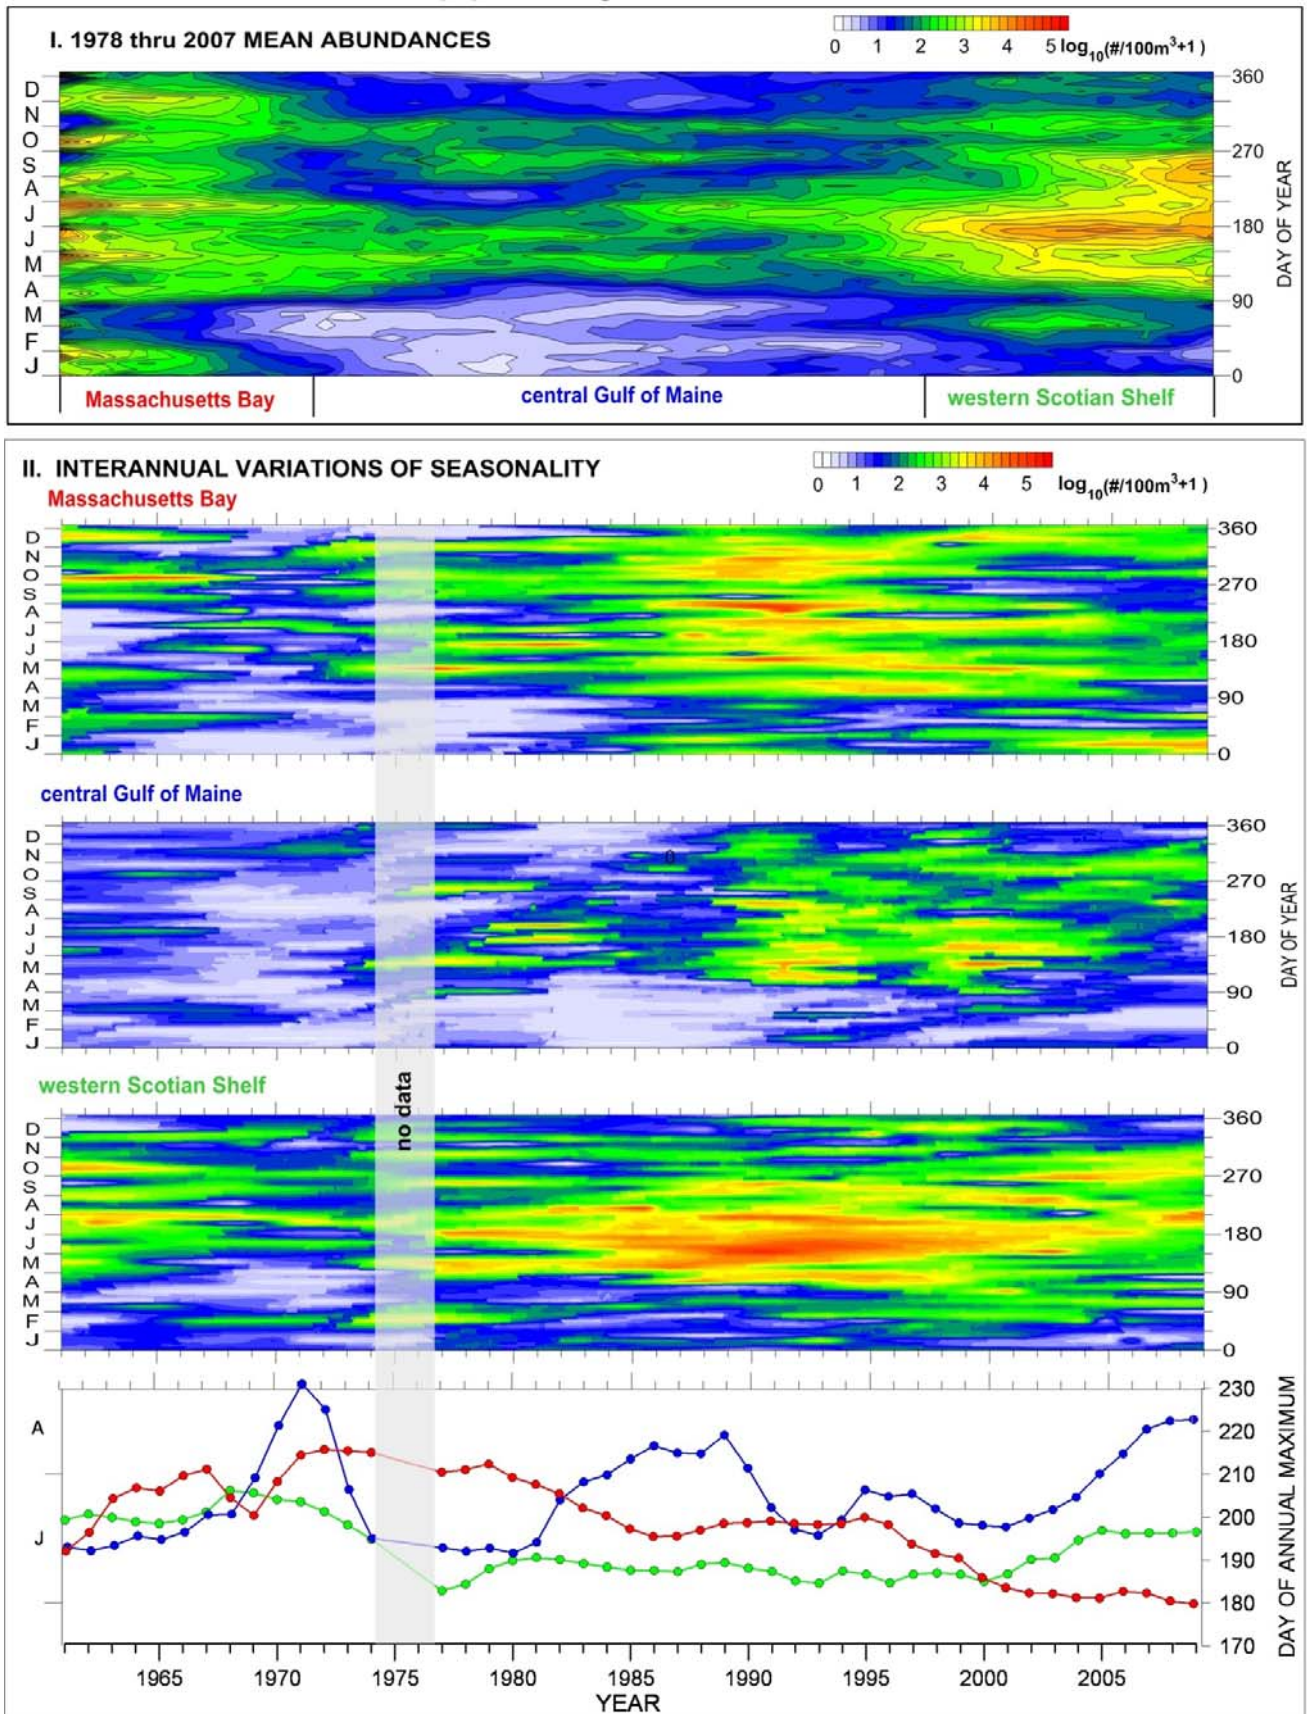 I. 1978 thru 2007 MEAN ABUNDANCES
0 1 2 3 4 5 log10(#/100m³+1)
D
N
O
S
A
J
J
M
A
M
F
J
360
270
180
90
0
DAY OF YEAR
Massachusetts Bay central Gulf of Maine western Scotian Shelf
II. INTERANNUAL VARIATIONS OF SEASONALITY
0 1 2 3 4 5 log10(#/100m³+1)
Massachusetts Bay
D
N
O
S
A
J
J
M
A
M
F
J
360
270
180
90
0
central Gulf of Maine
0
D
N
O
S
A
J
J
M
A
M
F
J
360
270
180
90
0
DAY OF YEAR
western Scotian Shelf
no data
D
N
O
S
A
J
J
M
A
M
F
J
360
270
180
90
0
A
J
230
220
210
200
190
180
170
DAY OF ANNUAL MAXIMUM
1965 1970 1975 1980 1985 1990 1995 2000 2005
YEAR